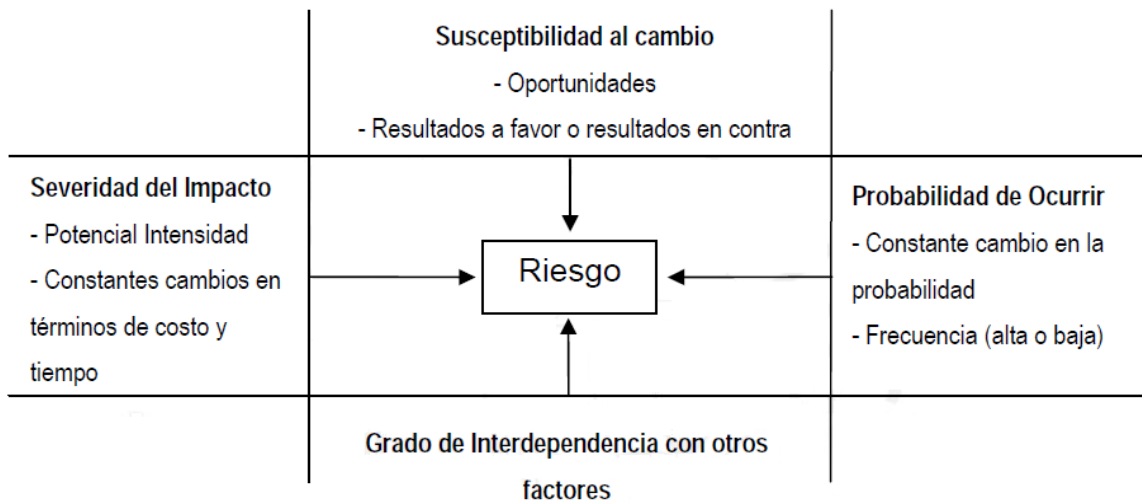 Susceptibilidad al cambio
- Oportunidades
- Resultados a favor o resultados en contra
Severidad del Impacto
- Potencial Intensidad
- Constantes cambios en
términos de costo y
tiempo
Riesgo
Probabilidad de Ocurrir
- Constante cambio en la
probabilidad
- Frecuencia (alta o baja)
Grado de Interdependencia con otros
factores